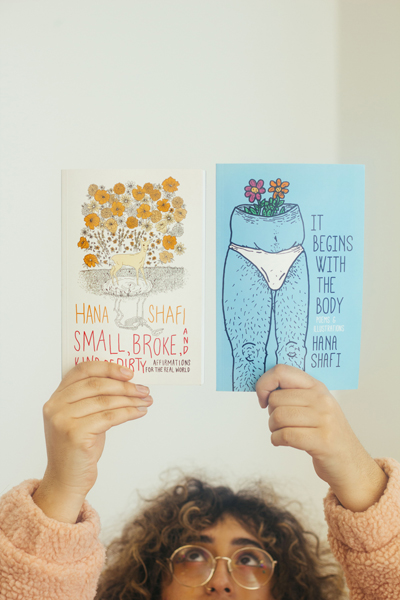 HANA SHAFI
SMALL, BROKE, AND
KIND OF DIRTY
AFFIRMATIONS
FOR THE REAL WORLD
IT
BEGINS
WITH
THE
BODY
POEMS &
ILLUSTRATIONS
HANA
SHAFI